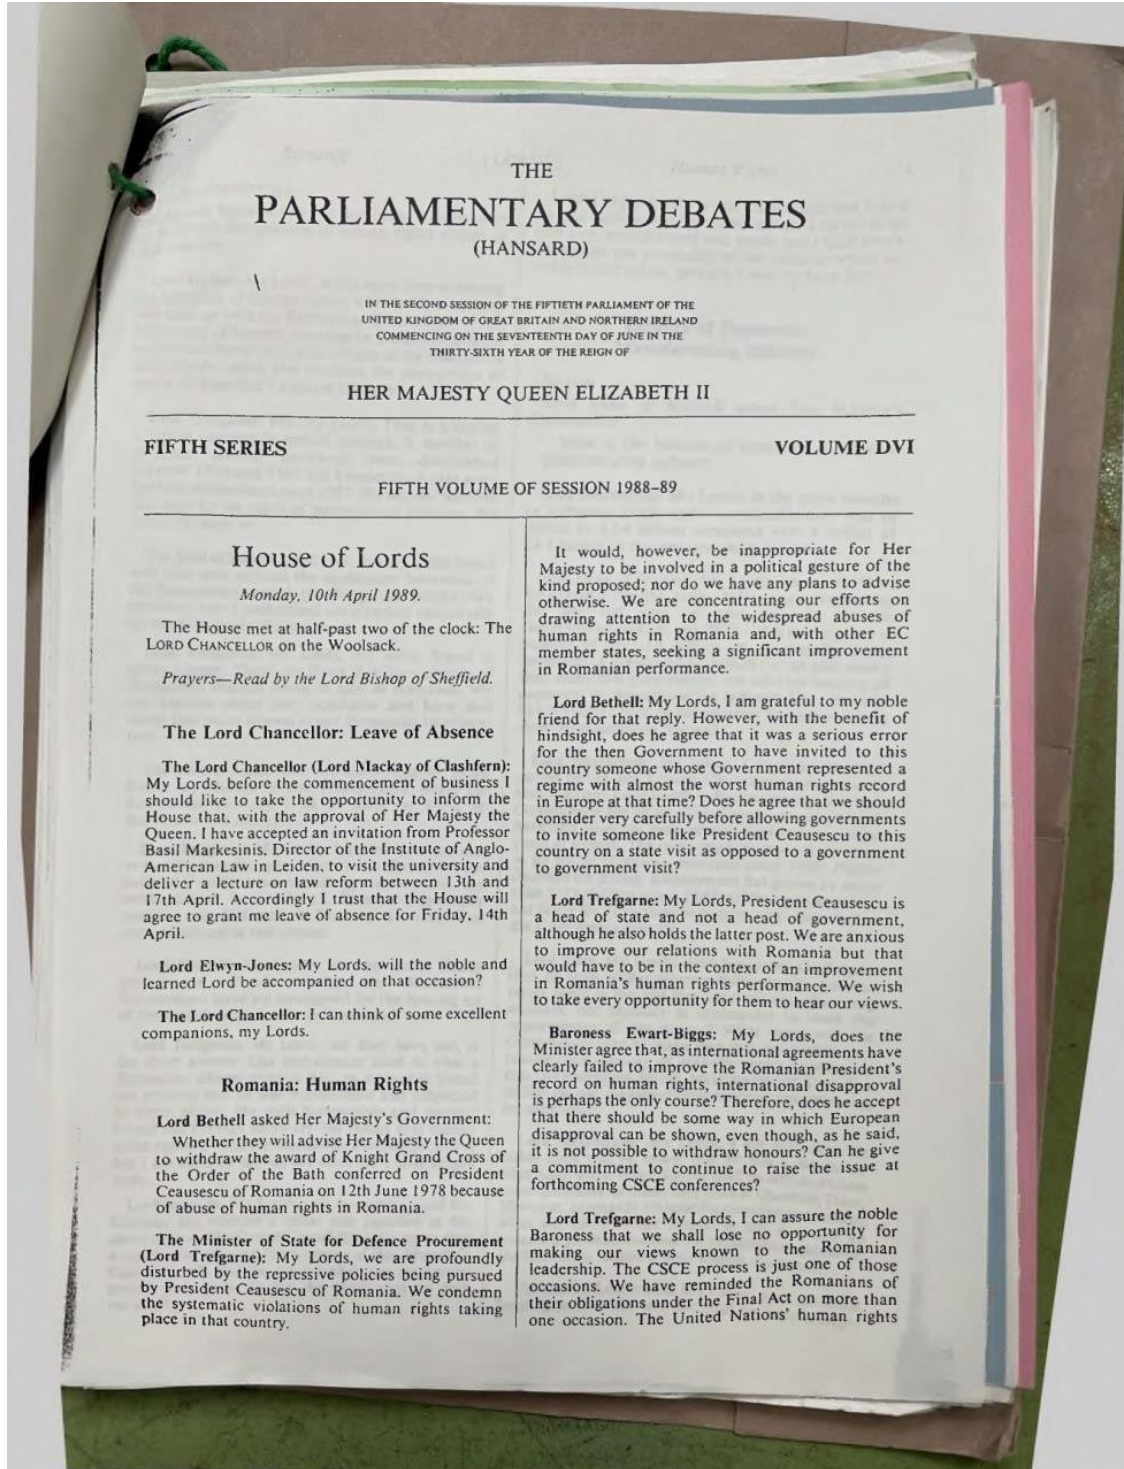 THE
PARLIAMENTARY DEBATES
(HANSARD)
IN THE SECOND SESSION OF THE FIFTIETH PARLIAMENT OF THE
UNITED KINGDOM OF GREAT BRITAIN AND NORTHERN IRELAND
COMMENCING ON THE SEVENTEENTH DAY OF JUNE IN THE
THIRTY-SIXTH YEAR OF THE REIGN OF
HER MAJESTY QUEEN ELIZABETH II
FIFTH SERIES
VOLUME DVI
FIFTH VOLUME OF SESSION 1988-89
House of Lords
Monday, 10th April 1989.
The House met at half-past two of the clock: The
LORD CHANCELLOR on the Woolsack.
Prayers—Read by the Lord Bishop of Sheffield.
The Lord Chancellor: Leave of Absence
The Lord Chancellor (Lord Mackay of Clashfern):
My Lords, before the commencement of business I
should like to take the opportunity to inform the
House that, with the approval of Her Majesty the
Queen, I have accepted an invitation from Professor
Basil Markesinis, Director of the Institute of Anglo-
American Law in Leiden, to visit the university and
deliver a lecture on law reform between 13th and
17th April. Accordingly I trust that the House will
agree to grant me leave of absence for Friday, 14th
April.
Lord Elwyn-Jones: My Lords, will the noble and
learned Lord be accompanied on that occasion?
The Lord Chancellor: I can think of some excellent
companions, my Lords.
Romania: Human Rights
Lord Bethell asked Her Majesty's Government:
Whether they will advise Her Majesty the Queen
to withdraw the award of Knight Grand Cross of
the Order of the Bath conferred on President
Ceausescu of Romania on 12th June 1978 because
of abuse of human rights in Romania.
The Minister of State for Defence Procurement
(Lord Trefgarne): My Lords, we are profoundly
disturbed by the repressive policies being pursued
by President Ceausescu of Romania. We condemn
the systematic violations of human rights taking
place in that country.
It would, however, be inappropriate for Her
Majesty to be involved in a political gesture of the
kind proposed; nor do we have any plans to advise
otherwise. We are concentrating our efforts on
drawing attention to the widespread abuses of
human rights in Romania and, with other EC
member states, seeking a significant improvement
in Romanian performance.
Lord Bethell: My Lords, I am grateful to my noble
friend for that reply. However, with the benefit of
hindsight, does he agree that it was a serious error
for the then Government to have invited to this
country someone whose Government represented a
regime with almost the worst human rights record
in Europe at that time? Does he agree that we should
consider very carefully before allowing governments
to invite someone like President Ceausescu to this
country on a state visit as opposed to a government
to government visit?
Lord Trefgarne: My Lords, President Ceausescu is
a head of state and not a head of government,
although he also holds the latter post. We are anxious
to improve our relations with Romania but that
would have to be in the context of an improvement
in Romania's human rights performance. We wish
to take every opportunity for them to hear our views.
Baroness Ewart-Biggs: My Lords, does the
Minister agree that, as international agreements have
clearly failed to improve the Romanian President's
record on human rights, international disapproval
is perhaps the only course? Therefore, does he accept
that there should be some way in which European
disapproval can be shown, even though, as he said,
it is not possible to withdraw honours? Can he give
a commitment to continue to raise the issue at
forthcoming CSCE conferences?
Lord Trefgarne: My Lords, I can assure the noble
Baroness that we shall lose no opportunity for
making our views known to the Romanian
leadership. The CSCE process is just one of those
occasions. We have reminded the Romanians of
their obligations under the Final Act on more than
one occasion. The United Nations' human rights